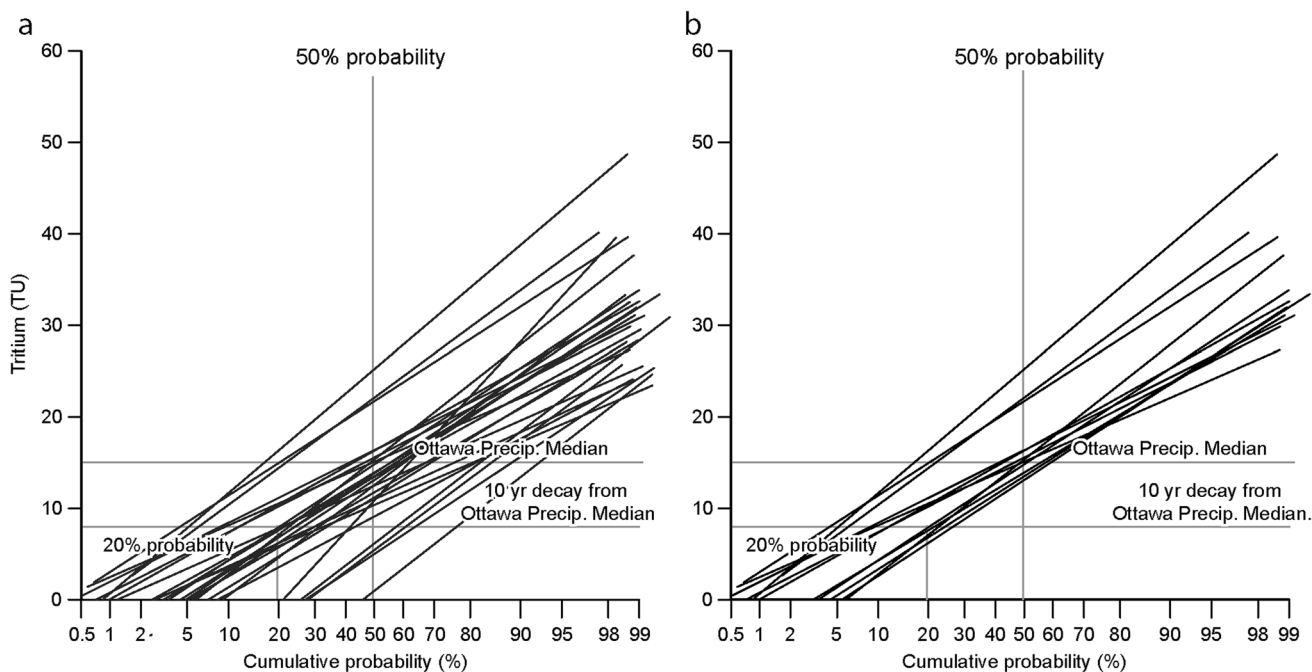 a
50% probability
60
50
40
30
20
10
0
Tritium (TU)
Ottawa Precip. Median
10 yr decay from
Ottawa Precip. Median
20% probability
0.5 1 2 5 10 20 30 40 50 60 70 80 90 95 98 99
Cumulative probability (%)
b
50% probability
60
50
40
30
20
10
0
Ottawa Precip. Median
10 yr decay from
Ottawa Precip. Median.
20% probability
0.5 1 2 5 10 20 30 40 50 60 70 80 90 95 98 99
Cumulative probability (%)